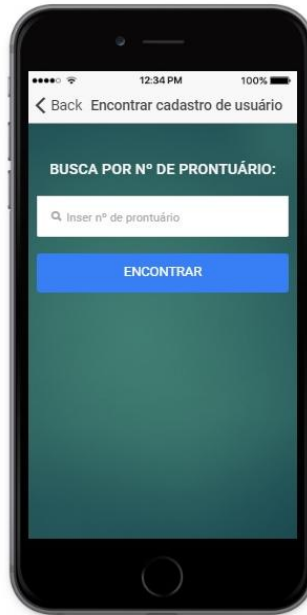 12:34 PM
100%
Back Encontrar cadastro de usuário
BUSCA POR Nº DE PRONTUÁRIO:
Inser nº de prontuário
ENCONTRAR